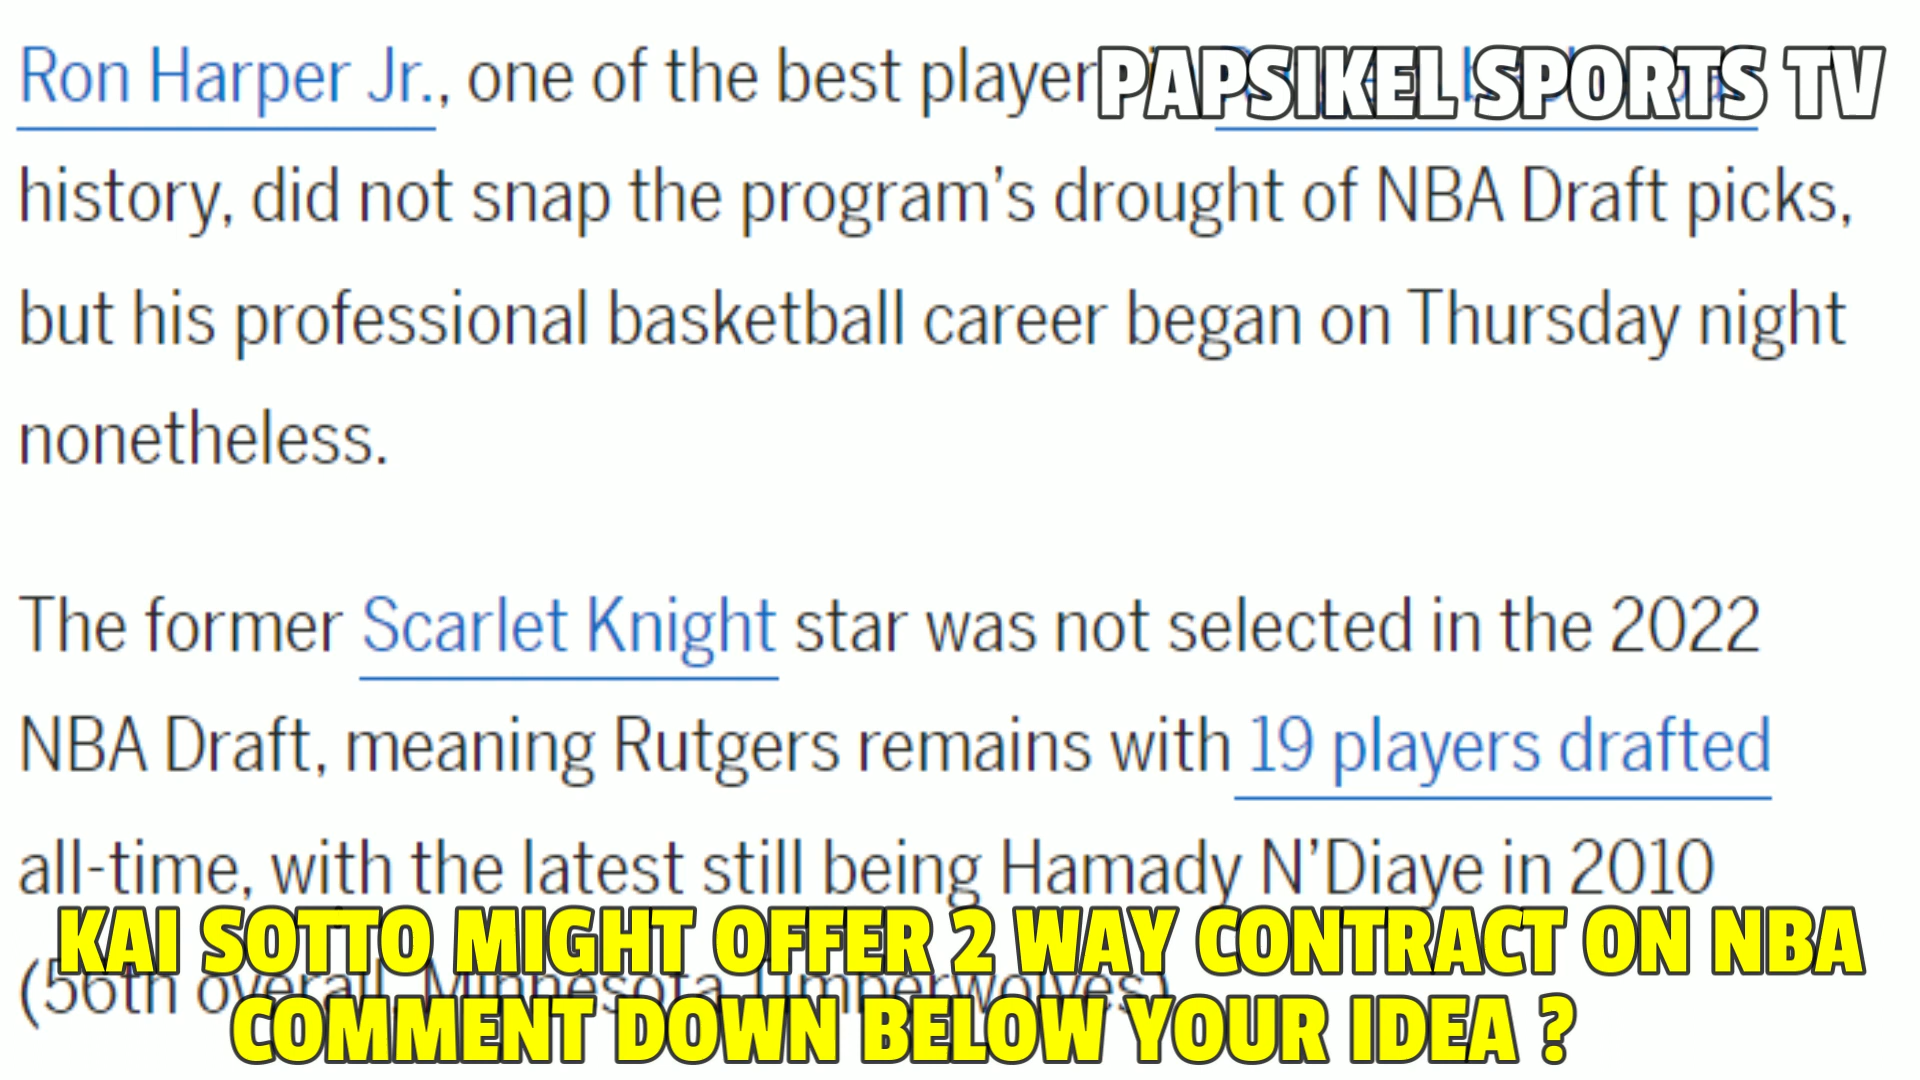 Ron Harper Jr., one of the best player
PAPSIKEL SPORTS TV
history, did not snap the program’s drought of NBA Draft picks,
but his professional basketball career began on Thursday night
nonetheless.
The former Scarlet Knight star was not selected in the 2022
NBA Draft, meaning Rutgers remains with 19 players drafted
all-time, with the latest still being Hamady N’Diaye in 2010
(56th overall, Minnesota Timberwolves)
KAI SOTTO MIGHT OFFER 2 WAY CONTRACT ON NBA
COMMENT DOWN BELOW YOUR IDEA ?